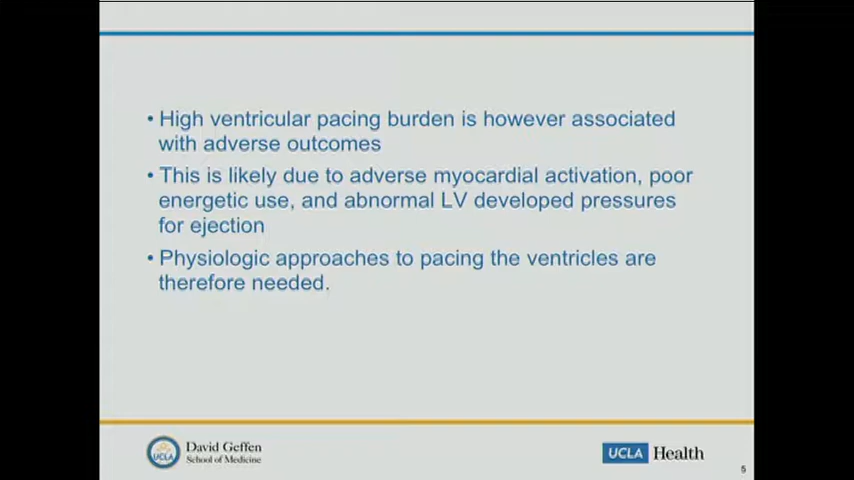 • High ventricular pacing burden is however associated
with adverse outcomes
• This is likely due to adverse myocardial activation, poor
energetic use, and abnormal LV developed pressures
for ejection
• Physologic approaches to pacing the ventricles are
therefore needed.
UCLA
David Geffen
School of Medicine
UCLA Health
5